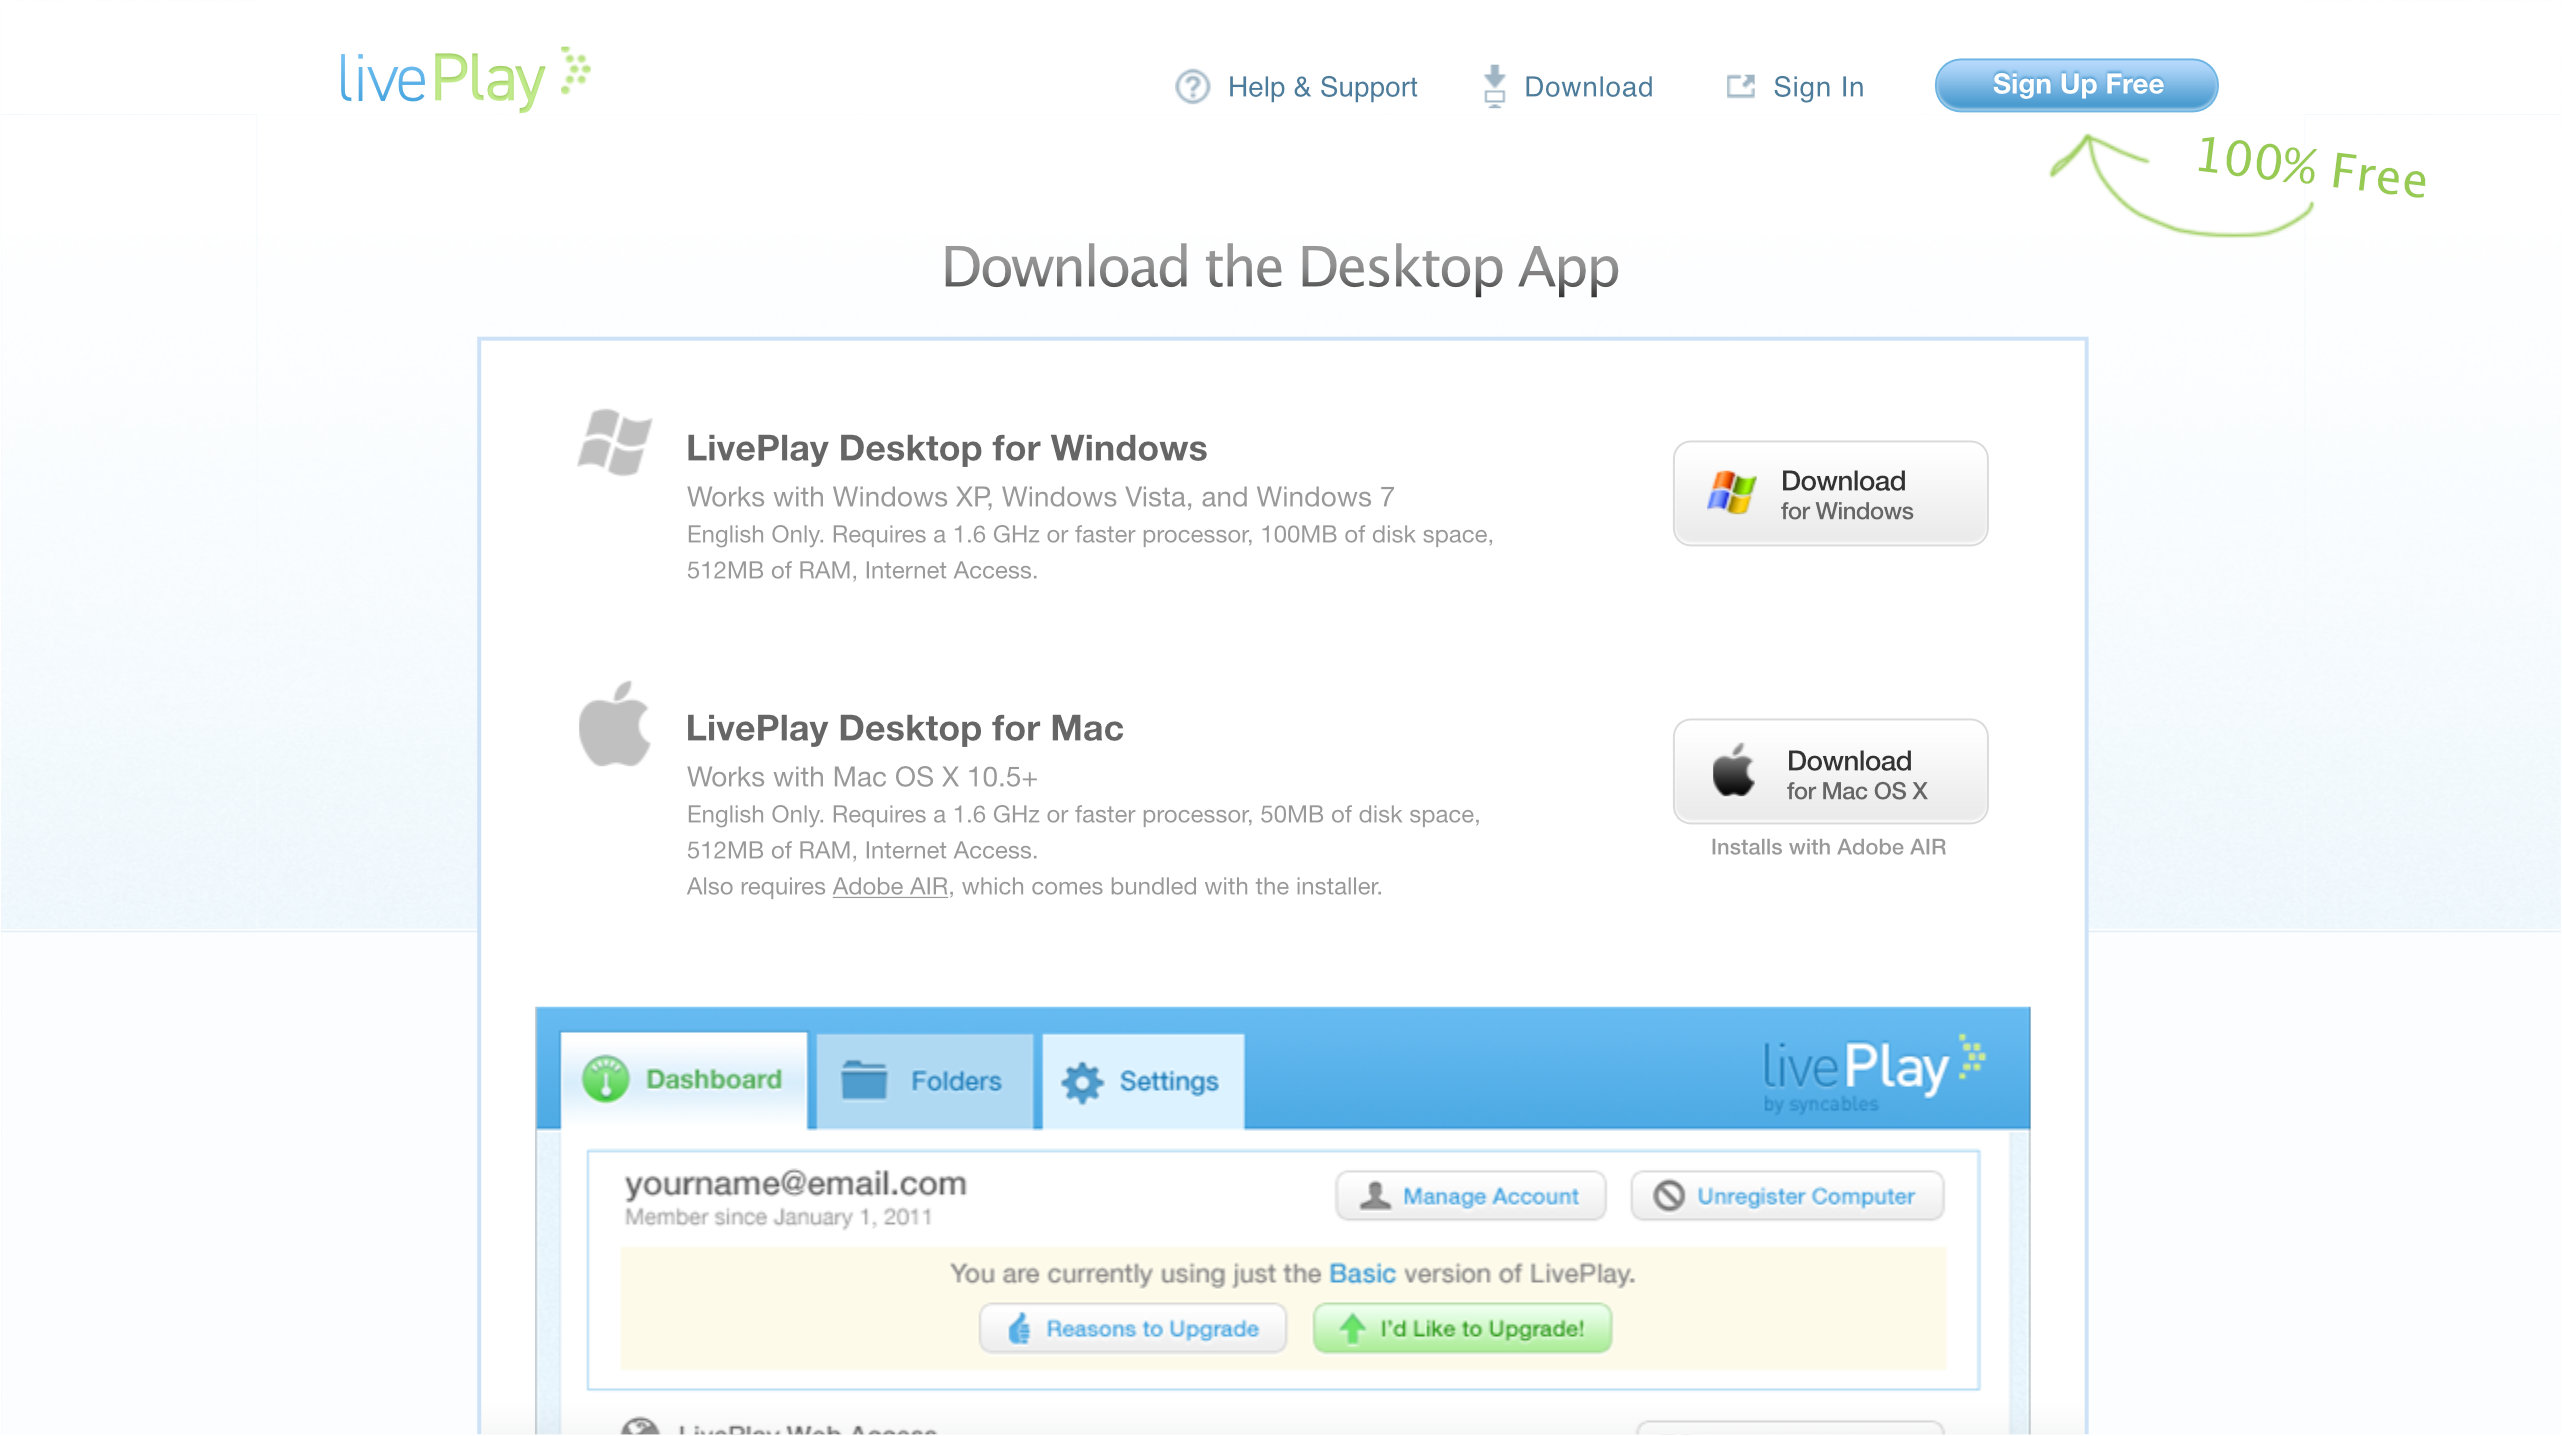 livePlay
Help & Support
Download
Sign In
Sign Up Free
100% Free
Download the Desktop App
LivePlay Desktop for Windows
Works with Windows XP, Windows Vista, and Windows 7
English Only. Requires a 1.6 GHz or faster processor, 100MB of disk space,
512MB of RAM, Internet Access.
Download
for Windows
LivePlay Desktop for Mac
Works with Mac OS X 10.5+
English Only. Requires a 1.6 GHz or faster processor, 50MB of disk space,
512MB of RAM, Internet Access.
Also requires Adobe AIR, which comes bundled with the installer.
Download
for Mac OS X
Installs with Adobe AIR
Dashboard
Folders
Settings
livePlay
by syncables
yourname@email.com
Member since January 1, 2011
Manage Account
Unregister Computer
You are currently using just the Basic version of LivePlay.
Reasons to Upgrade
I'd Like to Upgrade!
LivePlay Web Access